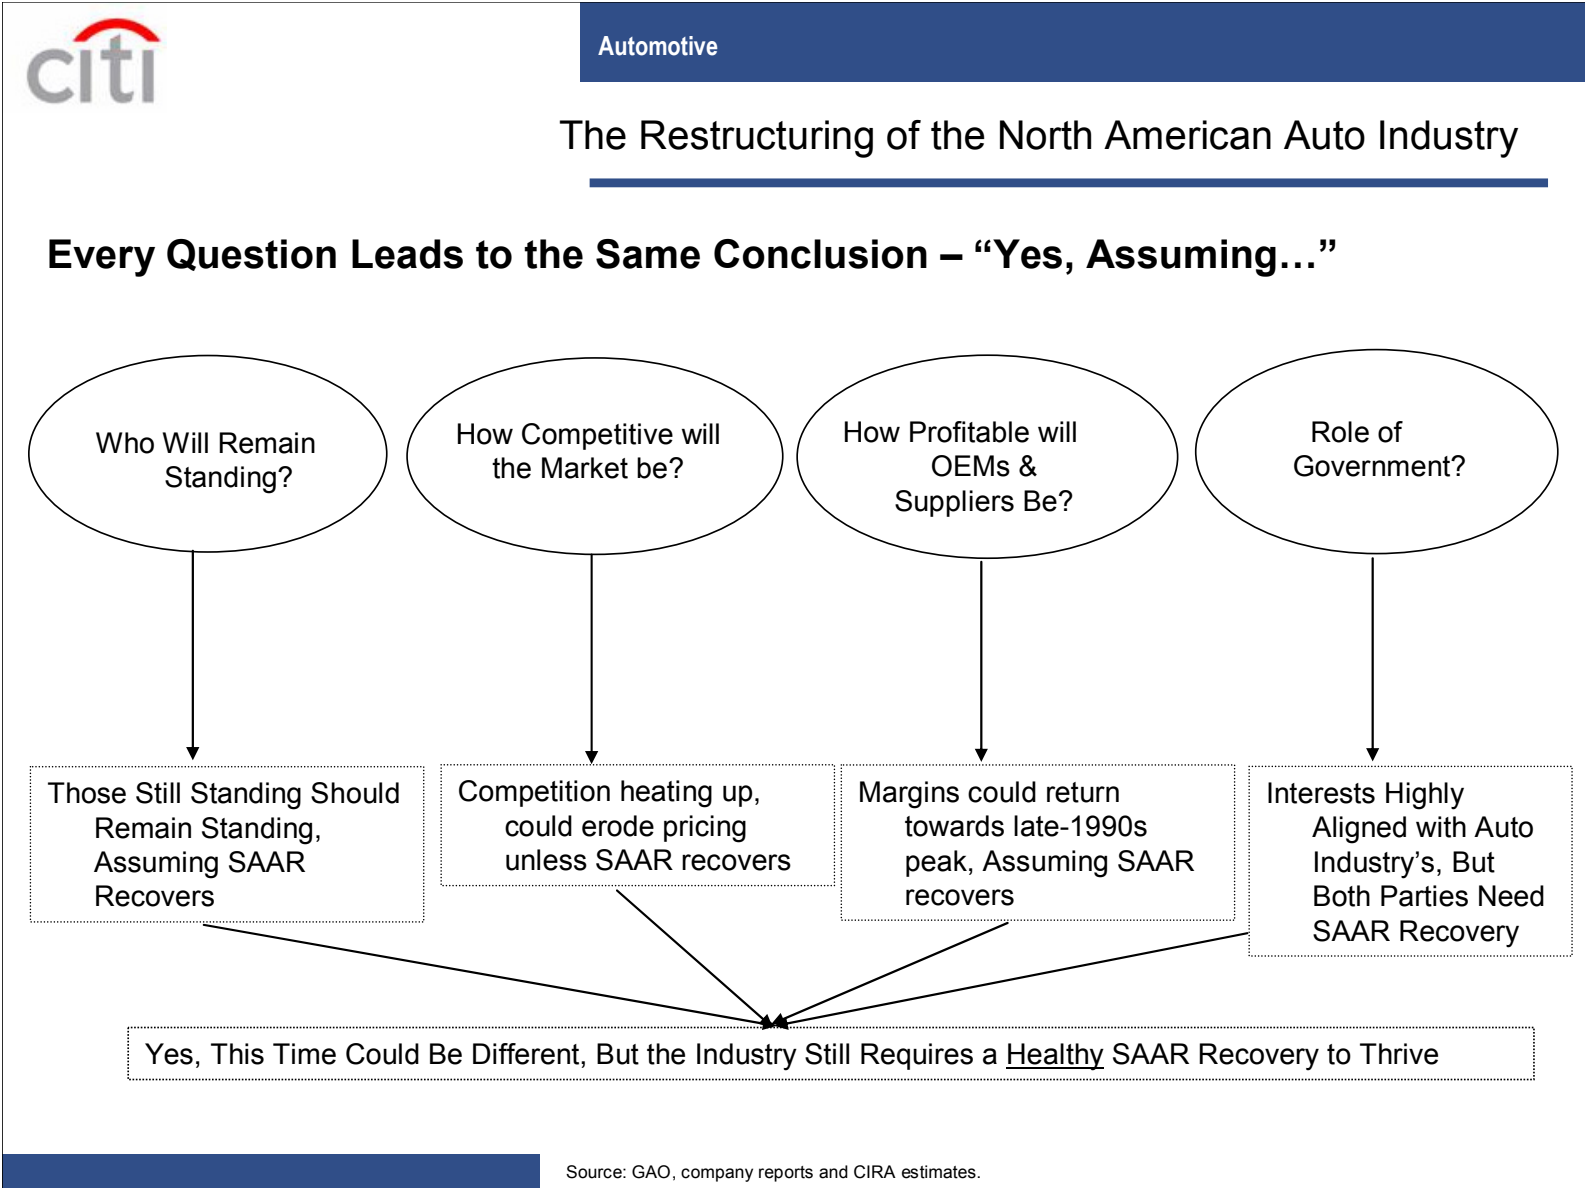 citi
Automotive
The Restructuring of the North American Auto Industry
Every Question Leads to the Same Conclusion – “Yes, Assuming…”
Who Will Remain
Standing?
How Competitive will
the Market be?
How Profitable will
OEMs &
Suppliers Be?
Role of
Government?
Those Still Standing Should
Remain Standing,
Assuming SAAR
Recovers
Competition heating up,
could erode pricing
unless SAAR recovers
Margins could return
towards late-1990s
peak, Assuming SAAR
recovers
Interests Highly
Aligned with Auto
Industry’s, But
Both Parties Need
SAAR Recovery
Yes, This Time Could Be Different, But the Industry Still Requires a Healthy SAAR Recovery to Thrive
Source: GAO, company reports and CIRA estimates.